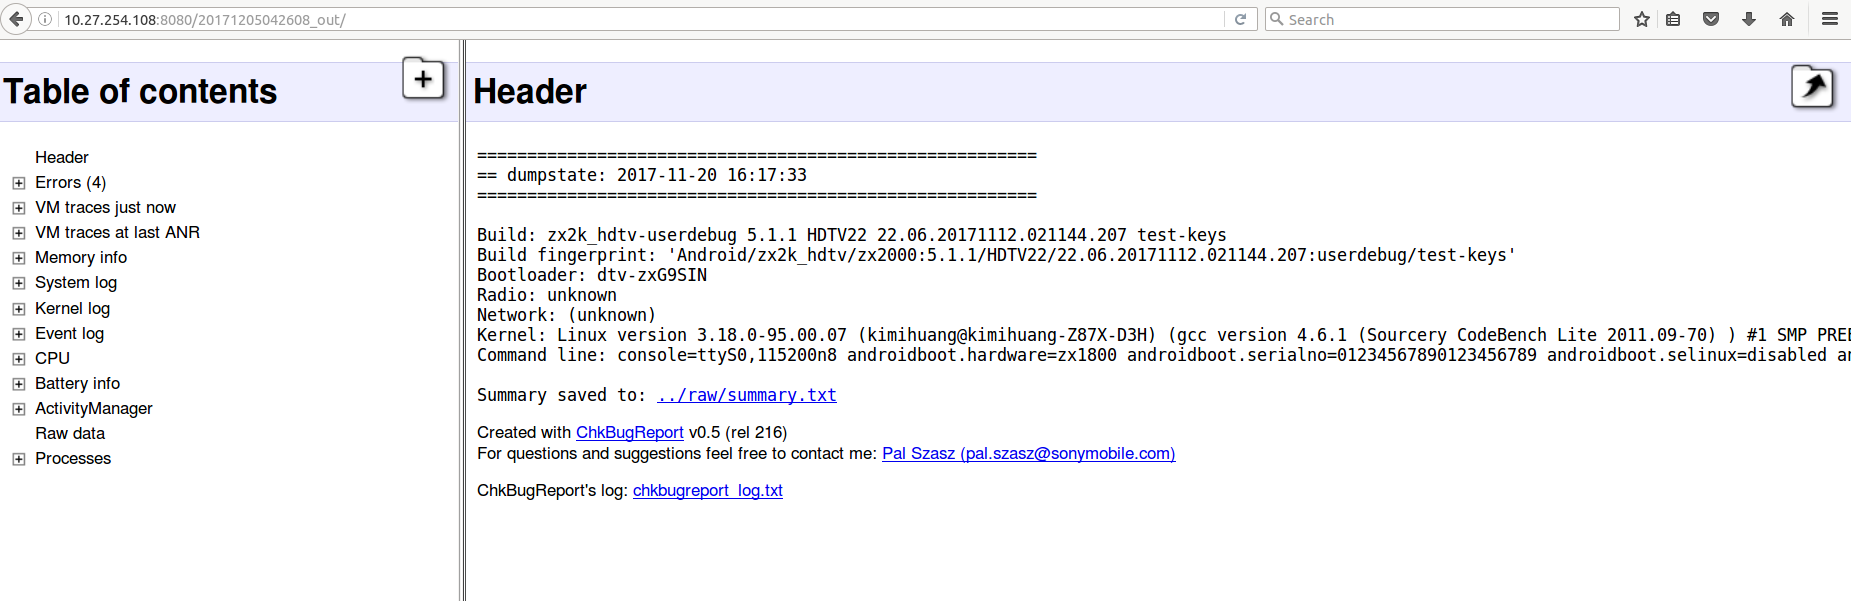 10.27.254.108:8080/20171205042608_out/
Search
Table of contents
Header
Errors (4)
VM traces just now
VM traces at last ANR
Memory info
System log
Kernel log
Event log
CPU
Battery info
ActivityManager
Raw data
Processes
Header
========================================================
== dumpstate: 2017-11-20 16:17:33
========================================================
Build: zx2k_hdtv-userdebug 5.1.1 HDTV22 22.06.20171112.021144.207 test-keys
Build fingerprint: 'Android/zx2k_hdtv/zx2000:5.1.1/HDTV22/22.06.20171112.021144.207:userdebug/test-keys'
Bootloader: dtv-zxG9SIN
Radio: unknown
Network: (unknown)
Kernel: Linux version 3.18.0-95.00.07 (kimihuang@kimihuang-Z87X-D3H) (gcc version 4.6.1 (Sourcery CodeBench Lite 2011.09-70) ) #1 SMP PREE
Command line: console=ttyS0,115200n8 androidboot.hardware=zx1800 androidboot.serialno=01234567890123456789 androidboot.selinux=disabled an
Summary saved to: ../raw/summary.txt
Created with ChkBugReport v0.5 (rel 216)
For questions and suggestions feel free to contact me: Pal Szasz (pal.szasz@sonymobile.com)
ChkBugReport's log: chkbugreport_log.txt